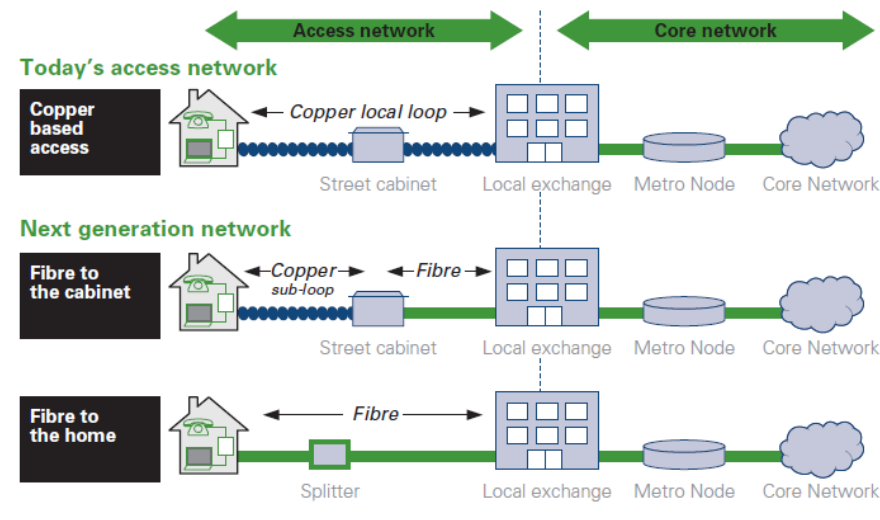 Access network
Core network
Today's access network
Copper
based
access
Copper local loop
Street cabinet
Local exchange
Metro Node
Core Network
Next generation network
Fibre to
the cabinet
Copper
sub-loop
Fibre
Street cabinet
Local exchange
Metro Node
Core Network
Fibre to
the home
Fibre
Splitter
Local exchange
Metro Node
Core Network